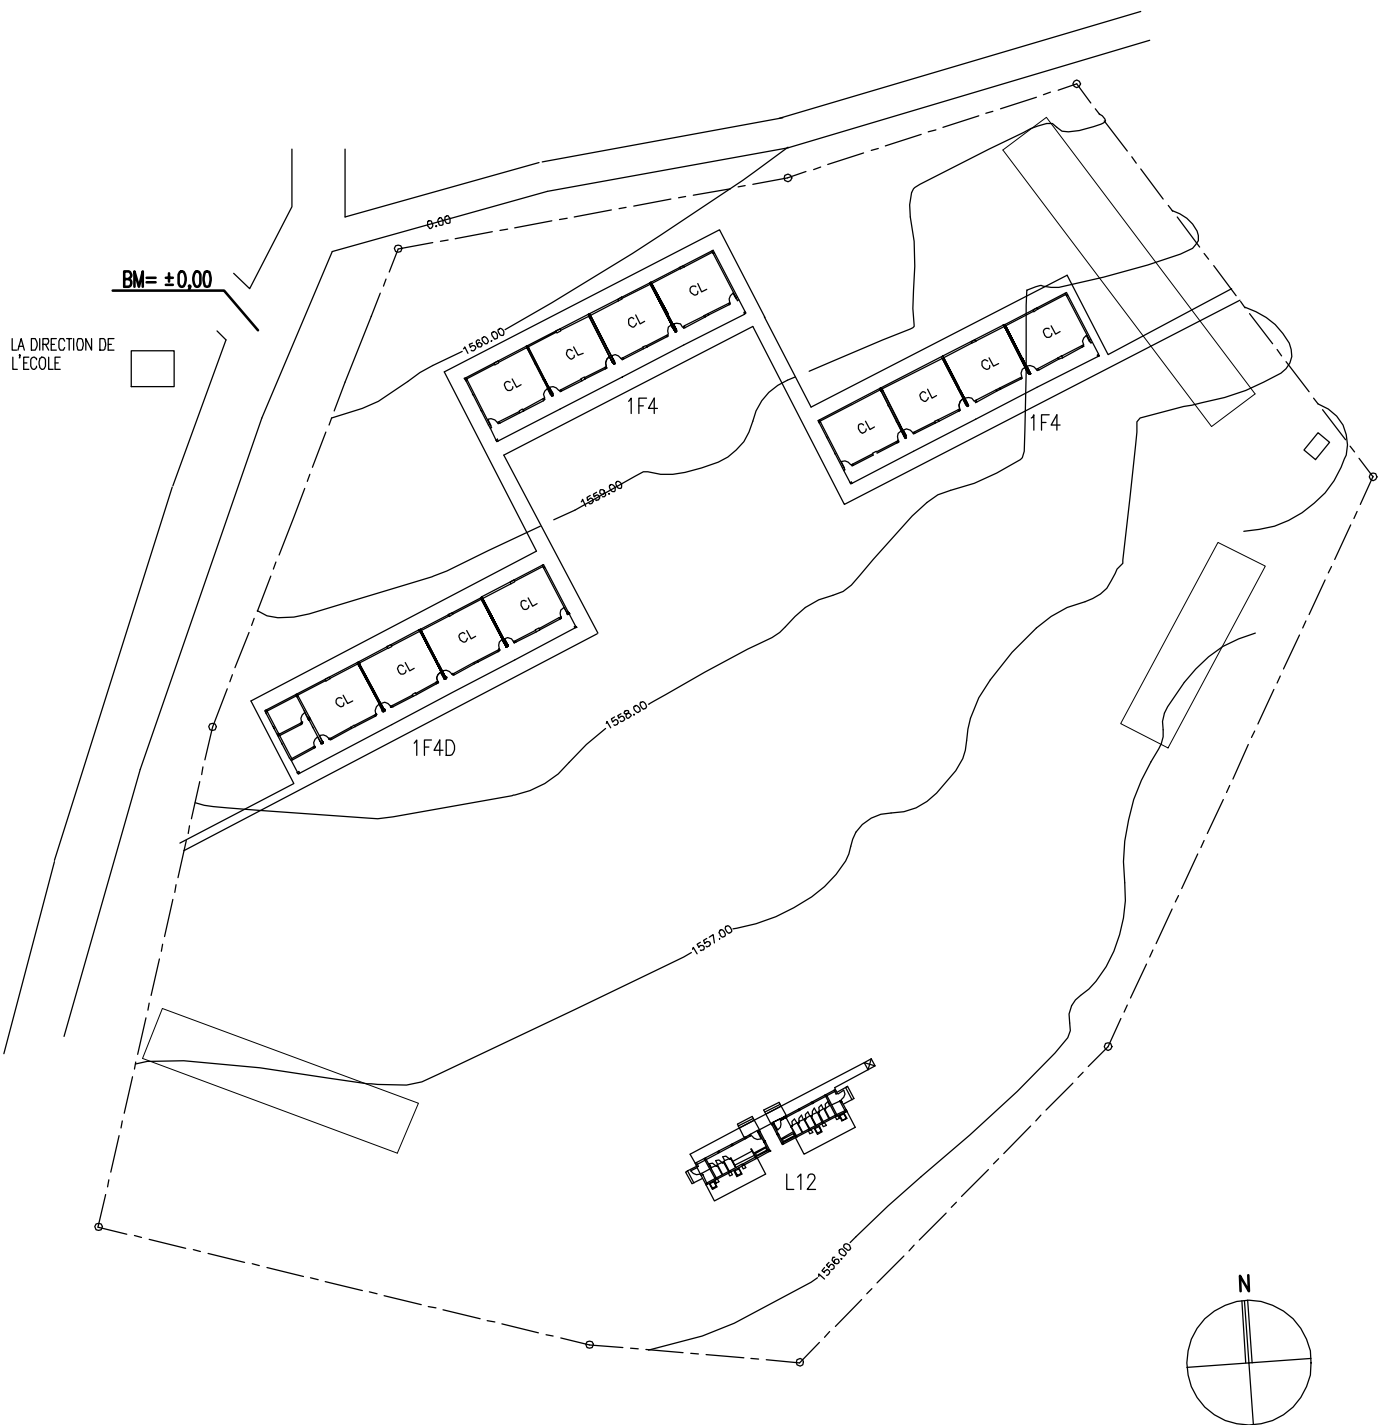 0.00
BM= ±0,00
LA DIRECTION DE
L'ECOLE
1560.00
CL
CL
CL
CL
1F4
CL
CL
CL
CL
1F4
1559.00
CL
CL
CL
CL
1F4D
1558.00
1557.00
L12
1556.00
N